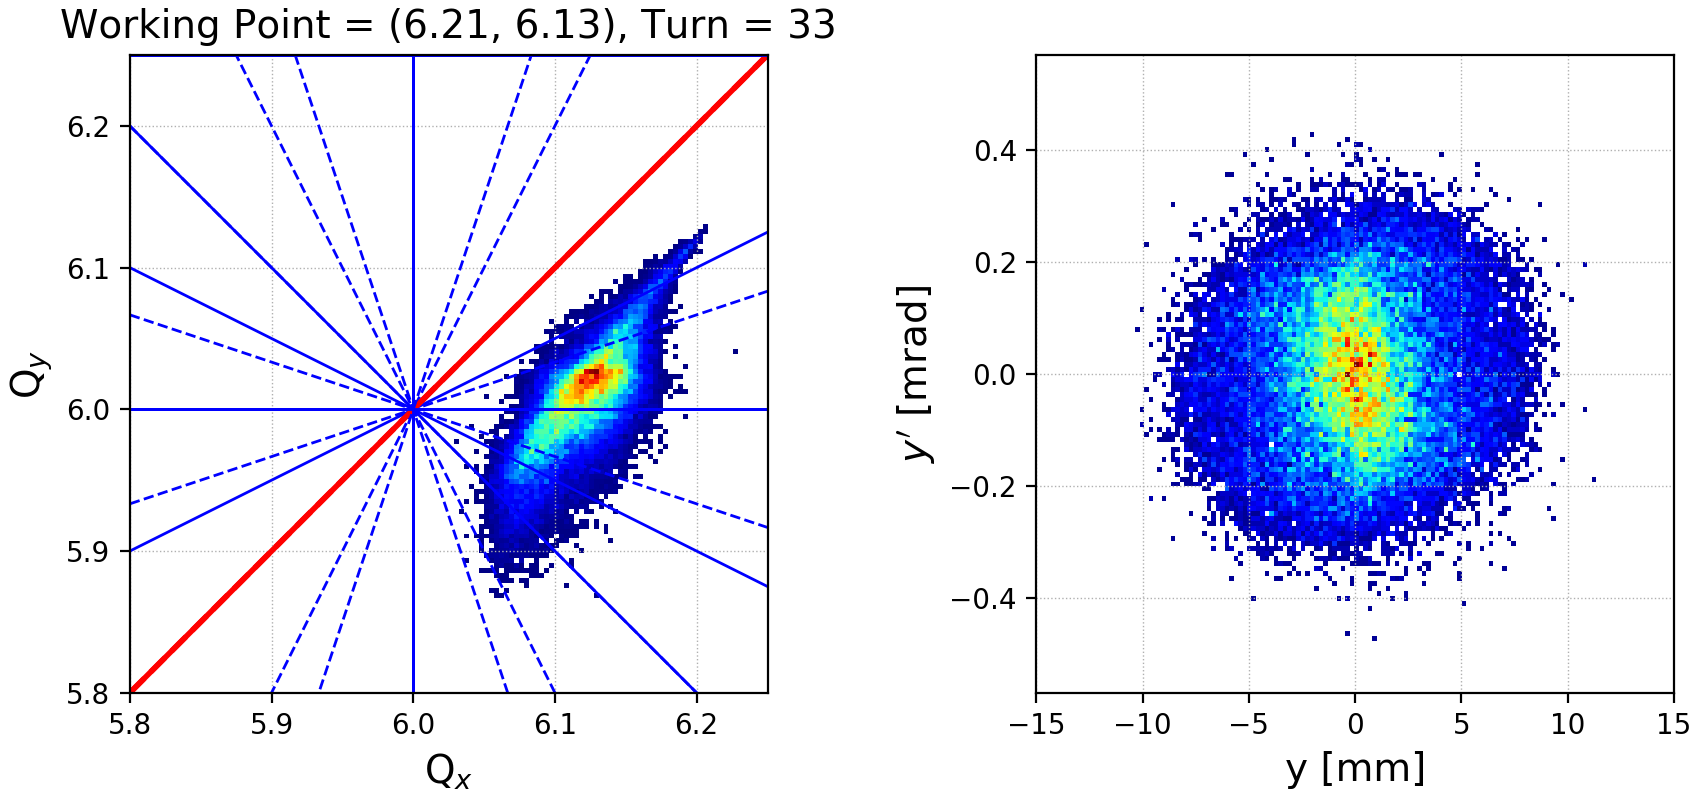 Working Point = (6.21, 6.13), Turn = 33
6.2
6.1
6.0
5.9
5.8
Q_y
5.8 5.9 6.0 6.1 6.2
Q_x
0.4
0.2
0.0
−0.2
−0.4
y′ [mrad]
−15 −10 −5 0 5 10 15
y [mm]